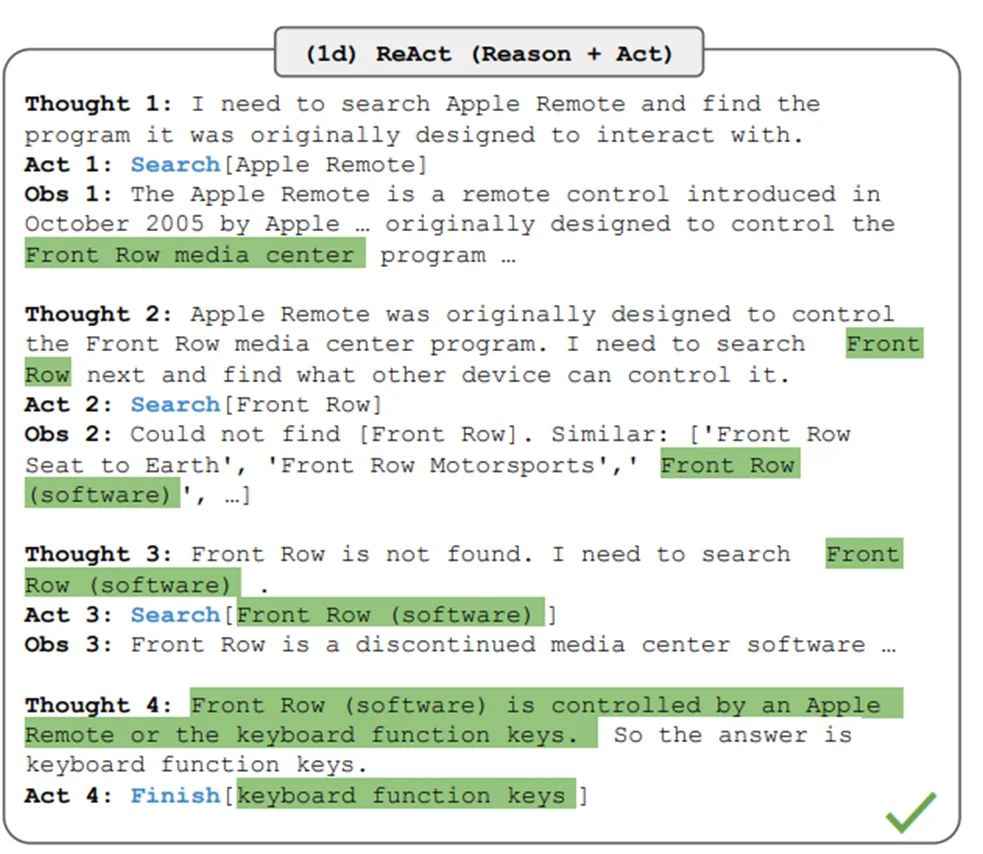 (1d) ReAct (Reason + Act)
Thought 1: I need to search Apple Remote and find the
program it was originally designed to interact with.
Act 1: Search[Apple Remote]
Obs 1: The Apple Remote is a remote control introduced in
October 2005 by Apple … originally designed to control the
Front Row media center program …
Thought 2: Apple Remote was originally designed to control
the Front Row media center program. I need to search Front
Row next and find what other device can control it.
Act 2: Search[Front Row]
Obs 2: Could not find [Front Row]. Similar: ['Front Row
Seat to Earth', 'Front Row Motorsports',' Front Row
(software)', …]
Thought 3: Front Row is not found. I need to search Front
Row (software) .
Act 3: Search[Front Row (software) ]
Obs 3: Front Row is a discontinued media center software …
Thought 4: Front Row (software) is controlled by an Apple
Remote or the keyboard function keys. So the answer is
keyboard function keys.
Act 4: Finish[keyboard function keys ]